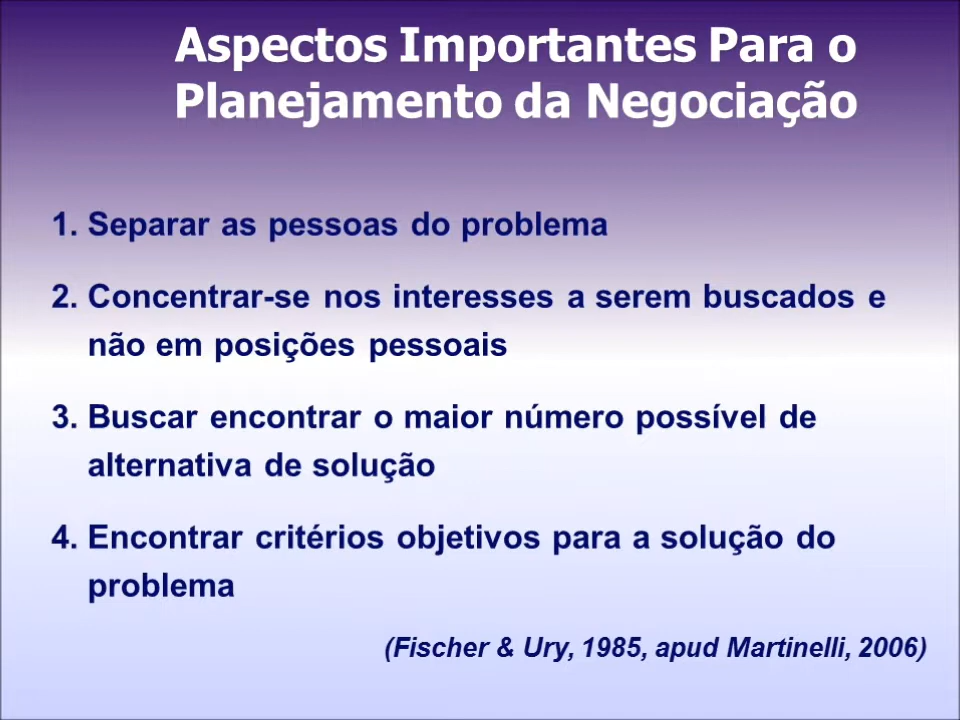 Aspectos Importantes Para o
Planejamento da Negociação
1. Separar as pessoas do problema
2. Concentrar-se nos interesses a serem buscados e
não em posições pessoais
3. Buscar encontrar o maior número possível de
alternativa de solução
4. Encontrar critérios objetivos para a solução do
problema
(Fischer & Ury, 1985, apud Martinelli, 2006)